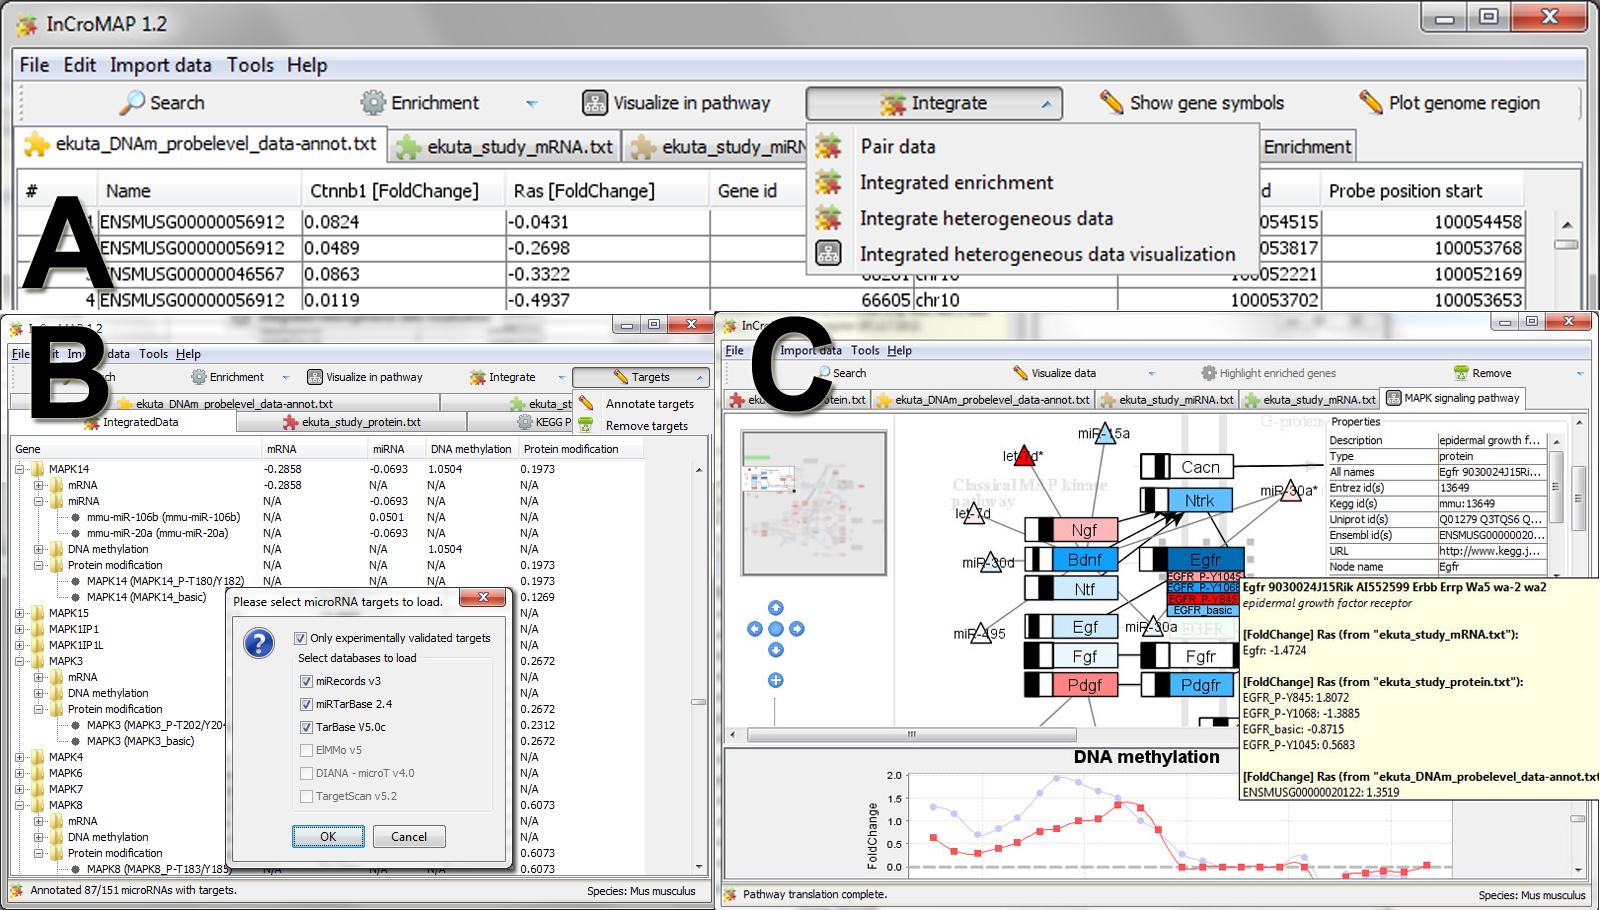 InCroMAP 1.2
File Edit Import data Tools Help
Search Enrichment Visualize in pathway Integrate Show gene symbols Plot genome region
ekuta_DNAm_probelevel_data-annot.txt ekuta_study_mRNA.txt ekuta_study_miRN Enrichment
Pair data
Integrated enrichment
Integrate heterogeneous data
Integrated heterogeneous data visualization
# Name Ctnnb1 [FoldChange] Ras [FoldChange] Gene id d Probe position start
1 ENSMUSG00000056912 0.0824 -0.0431 054515 100054458
ENSMUSG00000056912 0.0489 -0.2698 053817 100053768
ENSMUSG00000046567 0.0863 -0.3322 66281 chr10 100052221 100052169
4 ENSMUSG00000056912 0.0119 -0.4937 66605 chr10 100053702 100053653
A
B
InCroMAP 1.2
File Edit Import data Tools Help
Enrichment Visualize in pathway Integrate Targets
Annotate targets
Remove targets
ekuta_DNAm_probelevel_data-annot.txt ekuta_st
IntegratedData ekuta_study_protein.txt KEGG P
Gene mRNA miRNA DNA methylation Protein modification
MAPK14 -0.2858 -0.0693 1.0504 0.1973
mRNA -0.2858 N/A N/A N/A
miRNA N/A -0.0693 N/A N/A
mmu-miR-106b (mmu-miR-106b) N/A 0.0501 N/A N/A
mmu-miR-20a (mmu-miR-20a) N/A -0.0693 N/A N/A
DNA methylation N/A N/A 1.0504 N/A
Protein modification N/A N/A N/A 0.1973
MAPK14 (MAPK14_P-T180/Y182) N/A N/A N/A 0.1973
MAPK14 (MAPK14_basic) 0.1269
MAPK15 N/A
MAPK1IP1 N/A
MAPK1IP1L N/A
MAPK3 0.2672
mRNA N/A
DNA methylation N/A
Protein modification 0.2672
MAPK3 (MAPK3_P-T202/Y204 0.2312
MAPK3 (MAPK3_basic) 0.2672
MAPK4 N/A
MAPK6 N/A
MAPK7 N/A
MAPK8 0.6073
mRNA N/A
DNA methylation N/A
Protein modification 0.6073
MAPK8 (MAPK8_P-T183/Y185) N/A N/A N/A 0.6073
Please select microRNA targets to load.
Only experimentally validated targets
Select databases to load
miRecords v3
miRTarBase 2.4
TarBase V5.0c
ElMMo v5
DIANA - microT v4.0
TargetScan v5.2
OK Cancel
Annotated 87/151 microRNAs with targets. Species: Mus musculus
C
File Import data Tools Help
Search Visualize data Highlight enriched genes Remove
protein.txt ekuta_DNAm_probelevel_data-annot.txt ekuta_study_miRNA.txt ekuta_study_mRNA.txt MAPK signaling pathway
Classical MAP kinase
pathway
G-protein
miR-15a
let-7d*
let-7d
miR-30d
miR-495
miR-30a*
miR-30a
Cacn
Ntrk
Ngf
Bdnf
Egfr
Ntf
Egf
Fgf
Fgfr
Pdgf
Pdgfr
EGFR_P-Y1045
EGFR_P-Y1068
EGFR_P-Y845
EGFR_basic
EGFR
Properties
Description epidermal growth f...
Type protein
All names Egfr 9030024J15Ri...
Entrez id(s) 13649
Kegg id(s) mmu:13649
Uniprot id(s) Q01279 Q3TQS6 Q...
Ensembl id(s) ENSMUSG00000020...
URL http://www.kegg.j...
Node name Egfr
Egfr 9030024J15Rik AI552599 Erbb Errp Wa5 wa-2 wa2
epidermal growth factor receptor
[FoldChange] Ras (from "ekuta_study_mRNA.txt"):
Egfr: -1.4724
[FoldChange] Ras (from "ekuta_study_protein.txt"):
EGFR_P-Y845: 1.8072
EGFR_P-Y1068: -1.3885
EGFR_basic: -0.8715
EGFR_P-Y1045: 0.5683
[FoldChange] Ras (from "ekuta_DNAm_probelevel_data-annot.txt
ENSMUSG00000020122: 1.3519
DNA methylation
FoldChange
2.0
1.5
1.0
0.5
0.0
Pathway translation complete. Species: Mus musculus